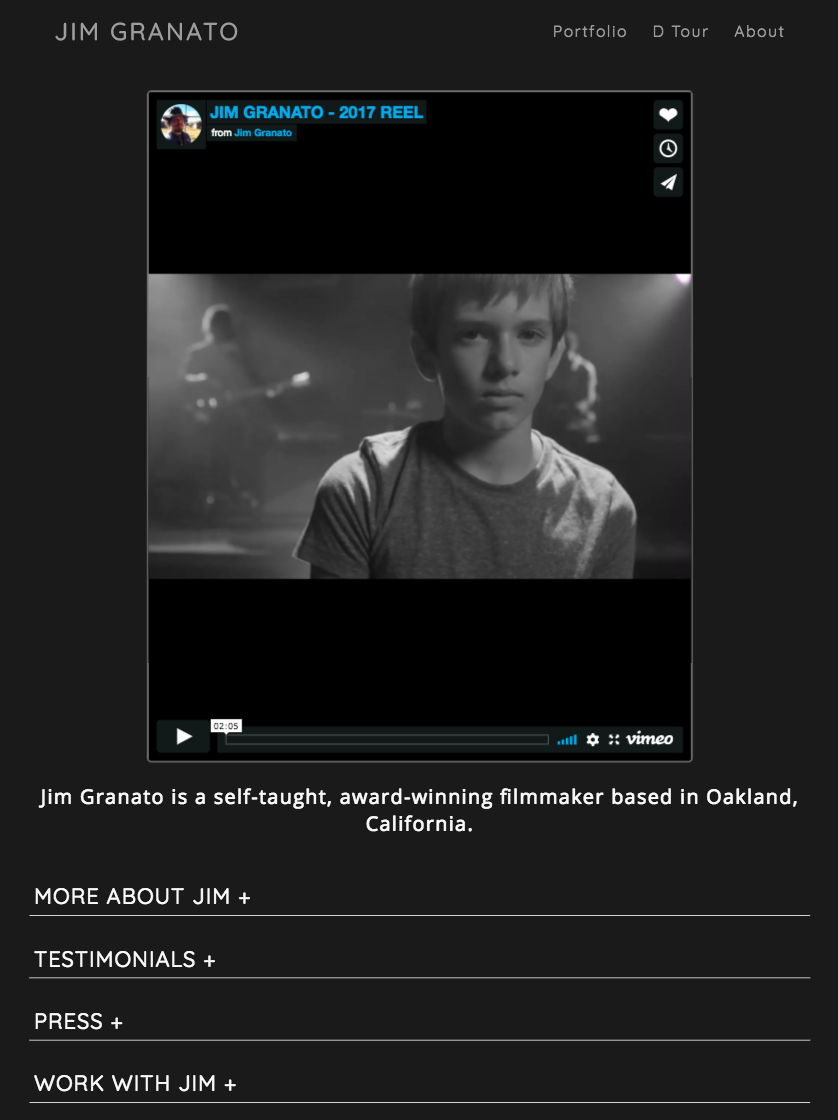 JIM GRANATO
Portfolio D Tour About
JIM GRANATO - 2017 REEL
from Jim Granato
02:05
vimeo
Jim Granato is a self-taught, award-winning filmmaker based in Oakland,
California.
MORE ABOUT JIM +
TESTIMONIALS +
PRESS +
WORK WITH JIM +